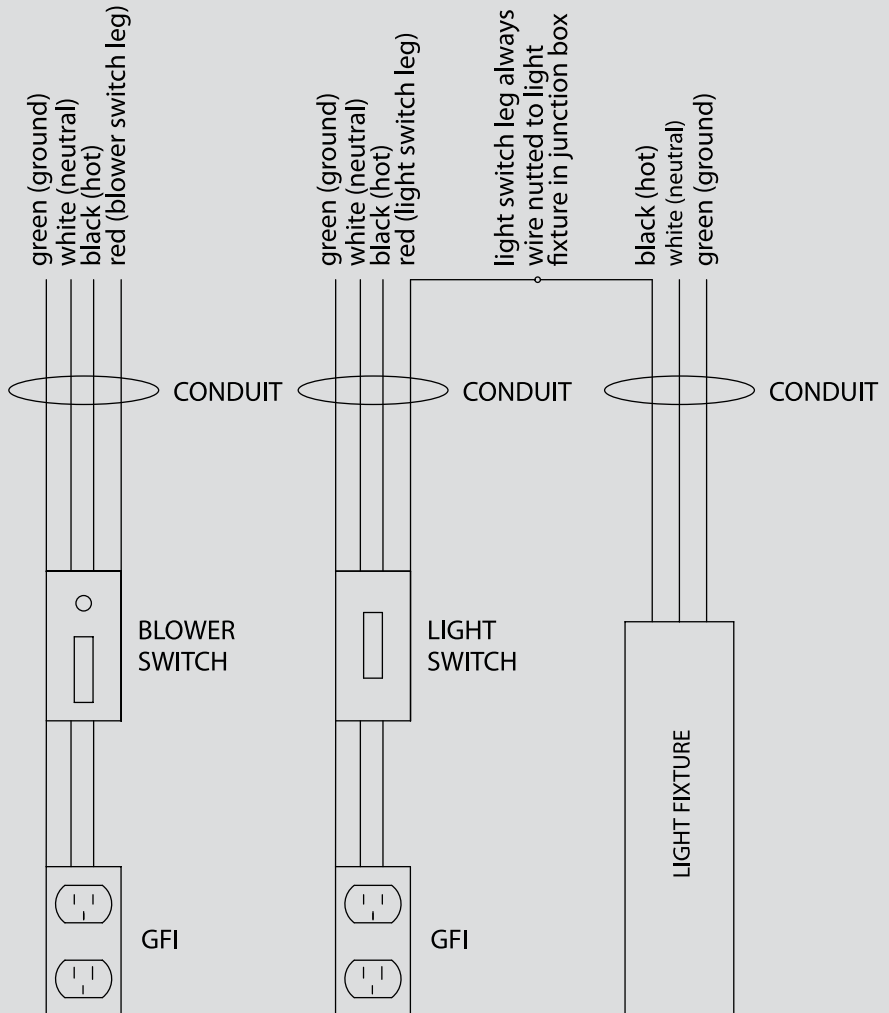 green (ground)
white (neutral)
black (hot)
red (blower switch leg)
green (ground)
white (neutral)
black (hot)
red (light switch leg)
light switch leg always
wire nutted to light
fixture in junction box
black (hot)
white (neutral)
green (ground)
CONDUIT
CONDUIT
CONDUIT
BLOWER
SWITCH
LIGHT
SWITCH
LIGHT FIXTURE
GFI
GFI